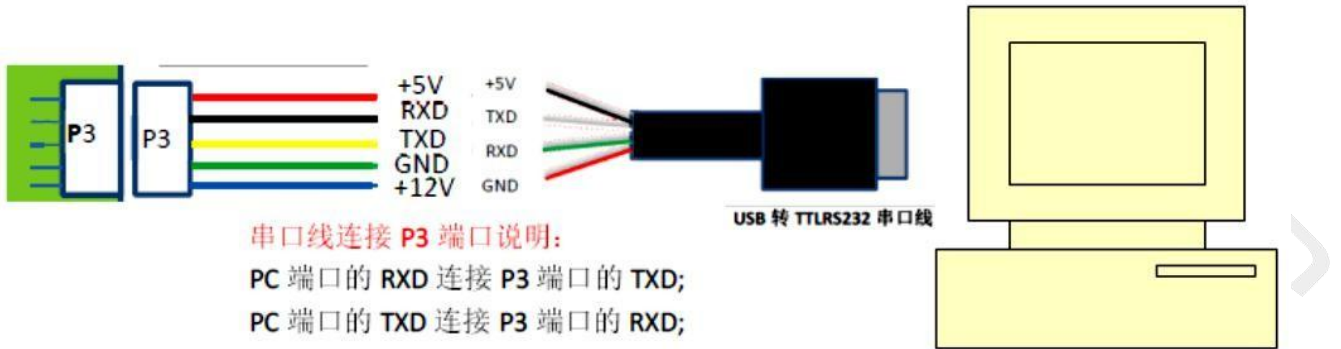 P3
P3
+5V
RXD
TXD
GND
+12V
+5V
TXD
RXD
GND
USB 转 TTLRS232 串口线
串口线连接 P3 端口说明:
PC 端口的 RXD 连接 P3 端口的 TXD;
PC 端口的 TXD 连接 P3 端口的 RXD;